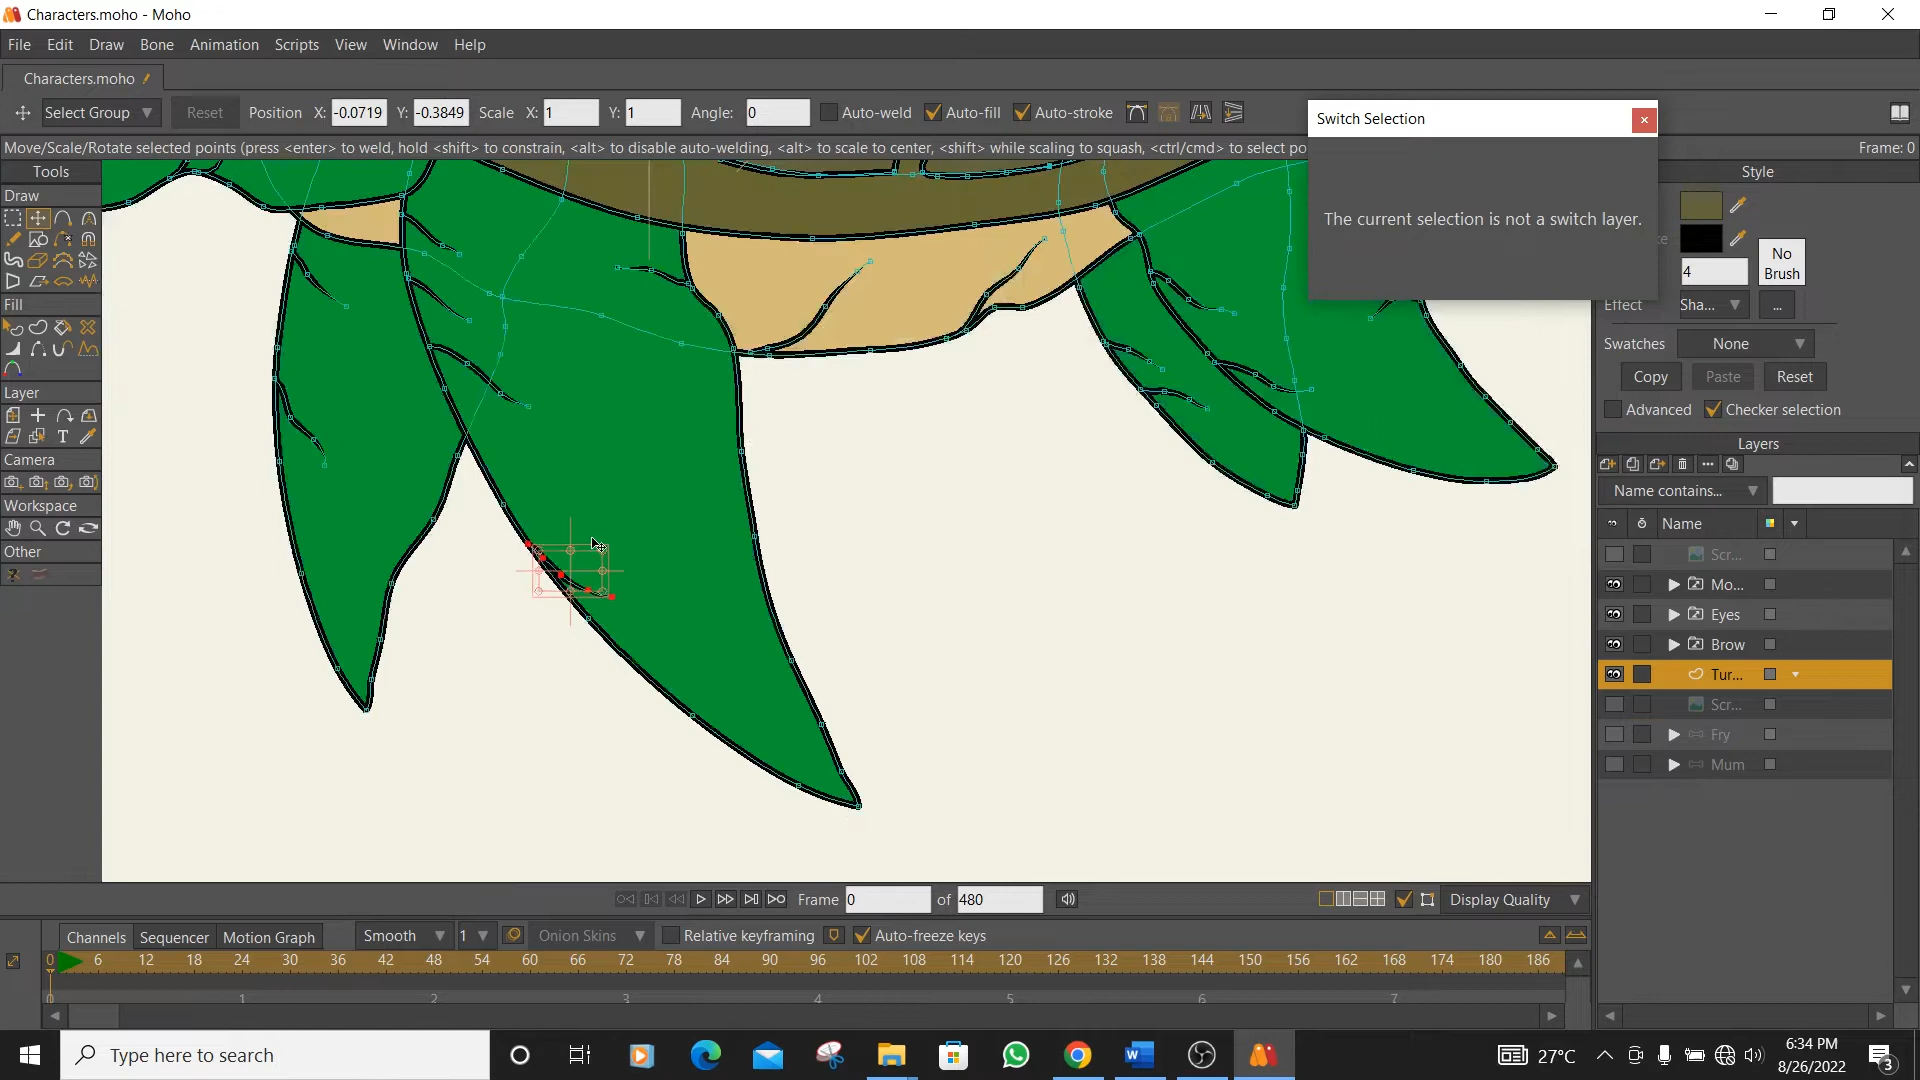 Characters.moho - Moho
File Edit Draw Bone Animation Scripts View Window Help
Characters.moho
Select Group Reset Position X: -0.0719 Y: -0.3849 Scale X: 1 Y: 1 Angle: 0 Auto-weld Auto-fill Auto-stroke
Switch Selection
The current selection is not a switch layer.
Move/Scale/Rotate selected points (press <enter> to weld, hold <shift> to constrain, <alt> to disable auto-welding, <alt> to scale to center, <shift> while scaling to squash, <ctrl/cmd> to select po
Frame: 0
Tools
Draw
Fill
Layer
Camera
Workspace
Other
Style
4
No Brush
Effect Sha... ...
Swatches None
Copy Paste Reset
Advanced Checker selection
Layers
Name contains...
Name
Scr...
Mo...
Eyes
Brow
Tur...
Scr...
Fry
Mum
Frame 0 of 480 Display Quality
Channels Sequencer Motion Graph Smooth 1 Onion Skins Relative keyframing Auto-freeze keys
0 6 12 18 24 30 36 42 48 54 60 66 72 78 84 90 96 102 108 114 120 126 132 138 144 150 156 162 168 174 180 186
0 1 2 3 4 5 6 7
Type here to search
27°C
6:34 PM
8/26/2022
3